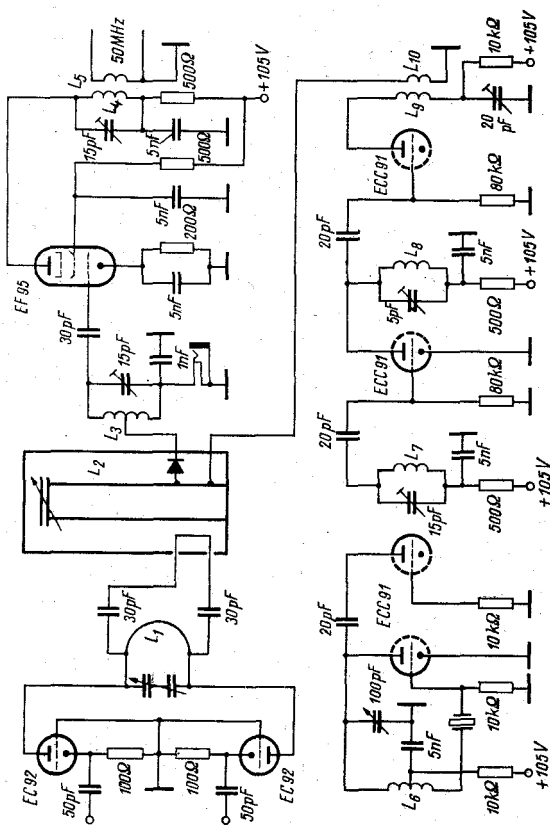 EC92
50pF
100Ω
100Ω
50pF
EC92
L1
30pF
30pF
L2
L3
15pF
1nF
30pF
EF95
5nF
200Ω
5nF
500Ω
15pF
5nF
L4
L5
50MHz
500Ω
+105V
L6
100pF
5nF
10kΩ
+105V
10kΩ
20pF
ECC91
10kΩ
15pF
L7
500Ω
+105V
5nF
20pF
80kΩ
ECC91
5pF
L8
500Ω
+105V
5nF
20pF
80kΩ
ECC91
L9
L10
20
pF
10kΩ
+105V